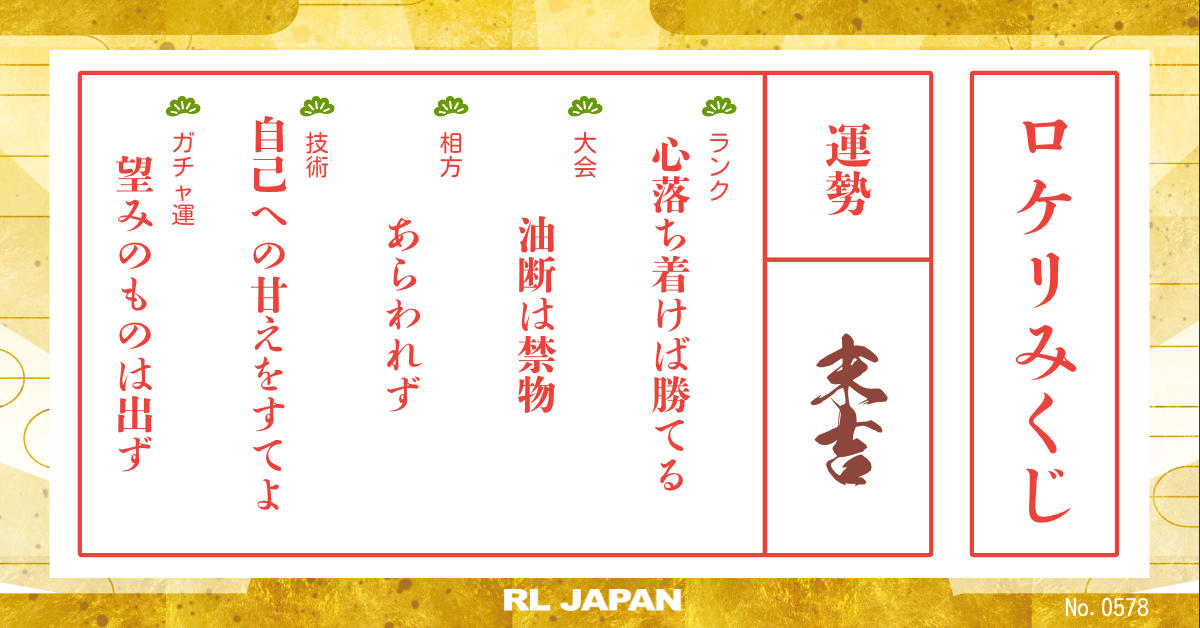 ロケリみくじ
運勢
末吉
ランク
心落ち着けば勝てる
大会
油断は禁物
相方
あらわれず
技術
自己への甘えをすてよ
ガチャ運
望みのものは出ず
RL JAPAN
No. 0578